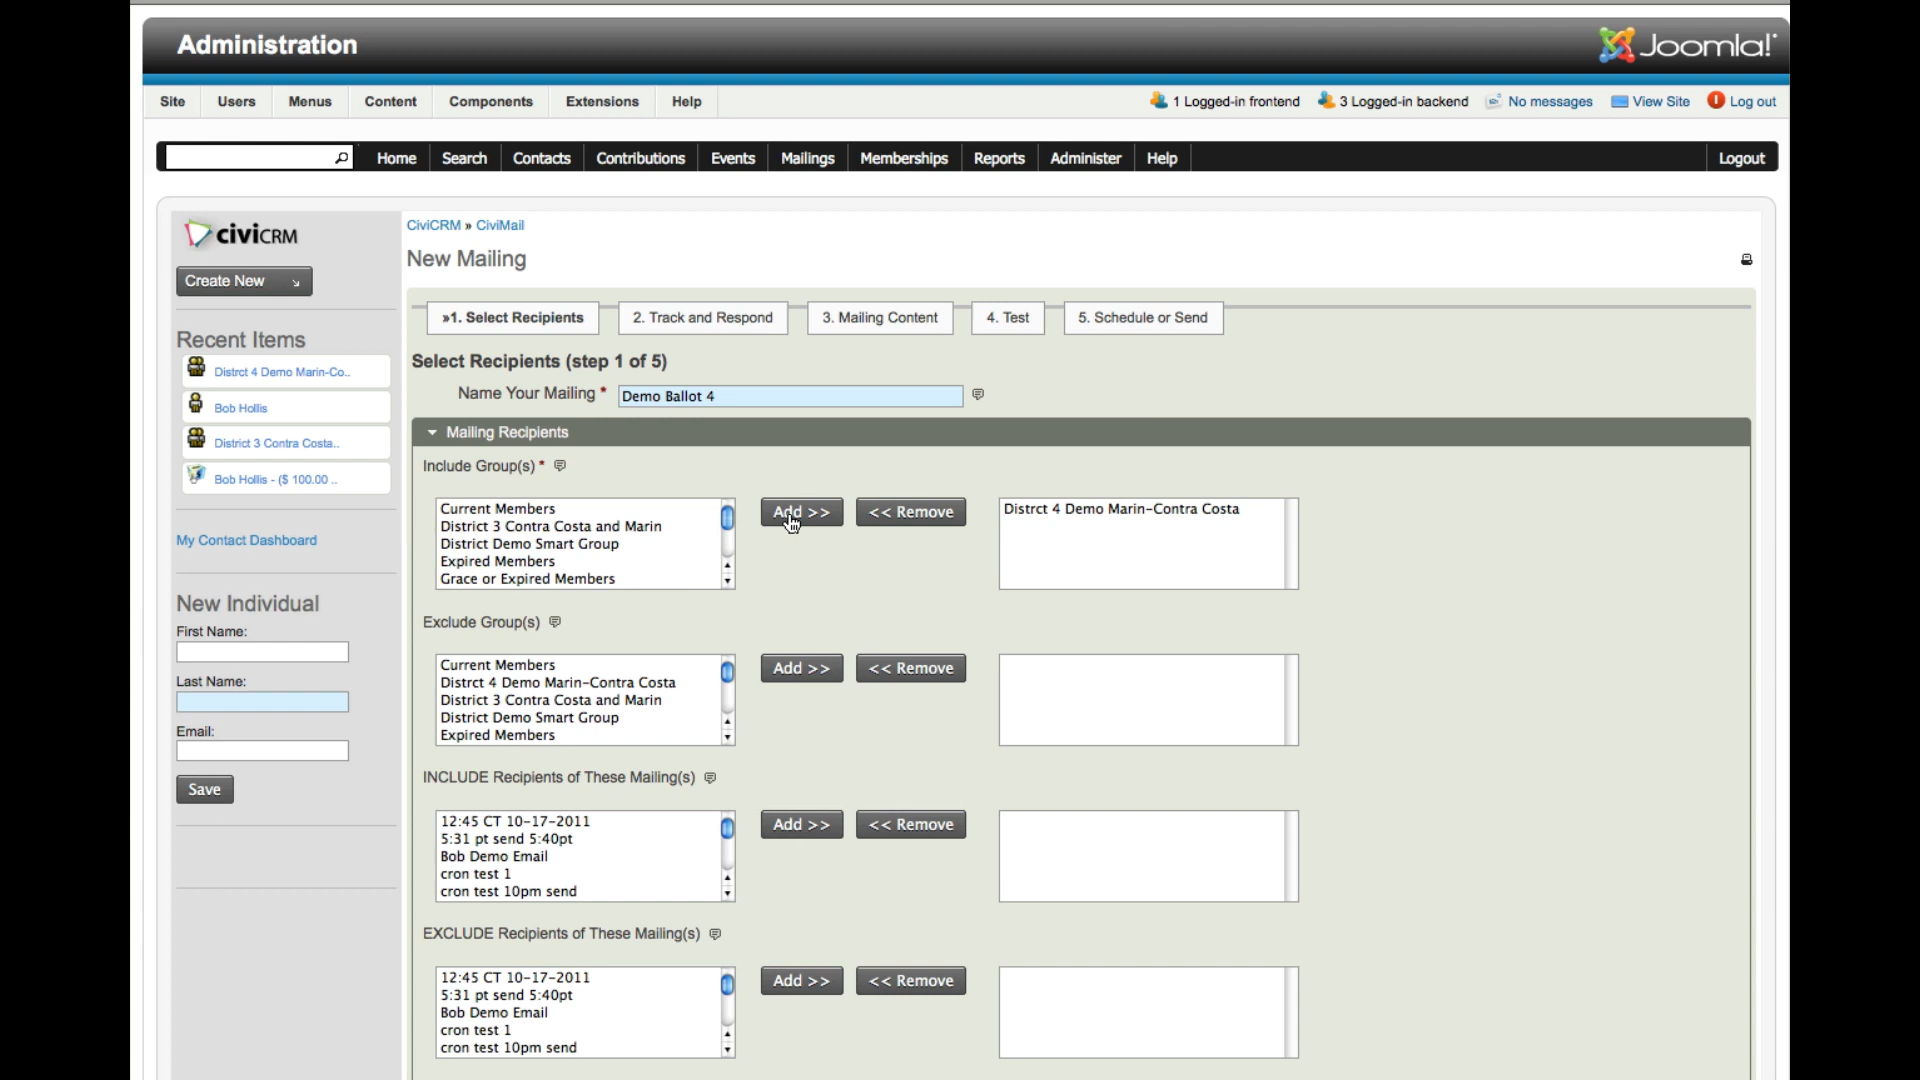 Administration
Joomla!
Site Users Menus Content Components Extensions Help
1 Logged-in frontend 3 Logged-in backend No messages View Site Log out
Home Search Contacts Contributions Events Mailings Memberships Reports Administer Help Logout
CIVICRM
Create New
Recent Items
Distrct 4 Demo Marin-Co..
Bob Hollis
District 3 Contra Costa..
Bob Hollis - ($ 100.00 ..
My Contact Dashboard
New Individual
First Name:
Last Name:
Email:
Save
CiviCRM » CiviMail
New Mailing
»1. Select Recipients 2. Track and Respond 3. Mailing Content 4. Test 5. Schedule or Send
Select Recipients (step 1 of 5)
Name Your Mailing * Demo Ballot 4
Mailing Recipients
Include Group(s) *
Current Members
District 3 Contra Costa and Marin
District Demo Smart Group
Expired Members
Grace or Expired Members
Add >> << Remove
Distrct 4 Demo Marin-Contra Costa
Exclude Group(s)
Current Members
Distrct 4 Demo Marin-Contra Costa
District 3 Contra Costa and Marin
District Demo Smart Group
Expired Members
Add >> << Remove
INCLUDE Recipients of These Mailing(s)
12:45 CT 10-17-2011
5:31 pt send 5:40pt
Bob Demo Email
cron test 1
cron test 10pm send
Add >> << Remove
EXCLUDE Recipients of These Mailing(s)
12:45 CT 10-17-2011
5:31 pt send 5:40pt
Bob Demo Email
cron test 1
cron test 10pm send
Add >> << Remove